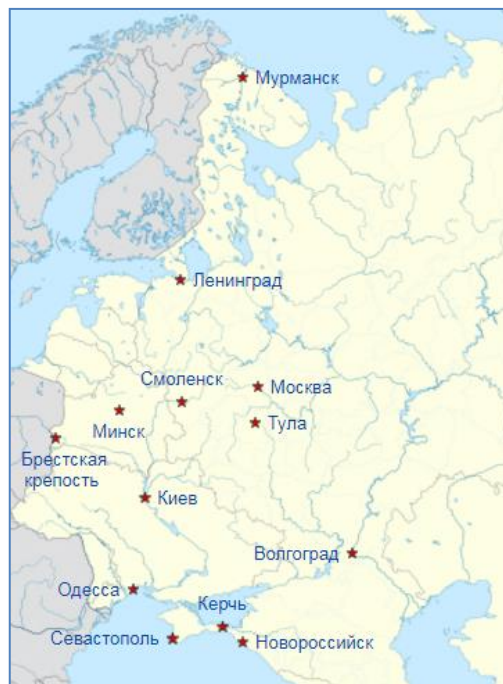 Мурманск
Ленинград
Смоленск
Москва
Минск
Тула
Брестская
крепость
Киев
Волгоград
Одесса
Керчь
Севастополь
Новороссийск